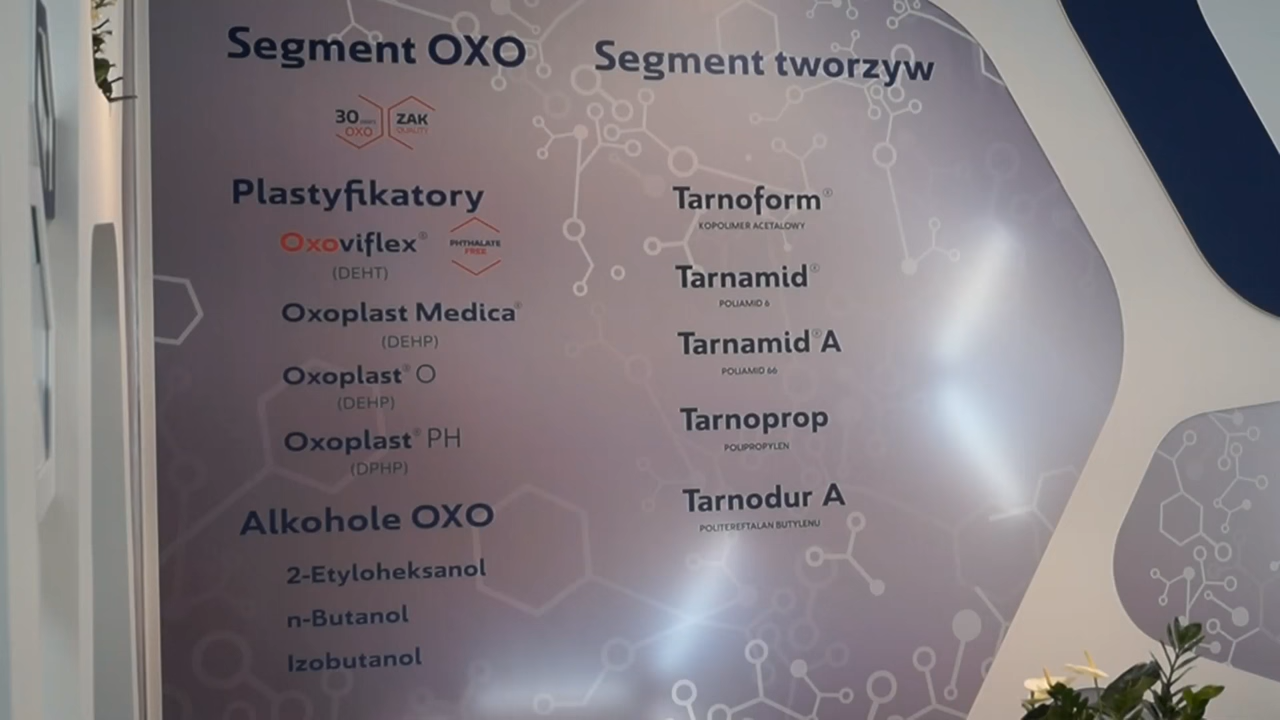 Segment OXO
30 OXO
ZAK
QUALITY
Plastyfikatory
Oxoviflex®
PHTHALATE
FREE
(DEHT)
Oxoplast Medica®
(DEHP)
Oxoplast® O
(DEHP)
Oxoplast® PH
(DPHP)
Alkohole OXO
2-Etyloheksanol
n-Butanol
Izobutanol
Segment tworzyw
Tarnoform®
KOPOLIMER ACETALOWY
Tarnamid®
POLIAMID 6
Tarnamid® A
POLIAMID 66
Tarnoprop
POLIPROPYLEN
Tarnodur A
POLITEREFTALAN BUTYLENU